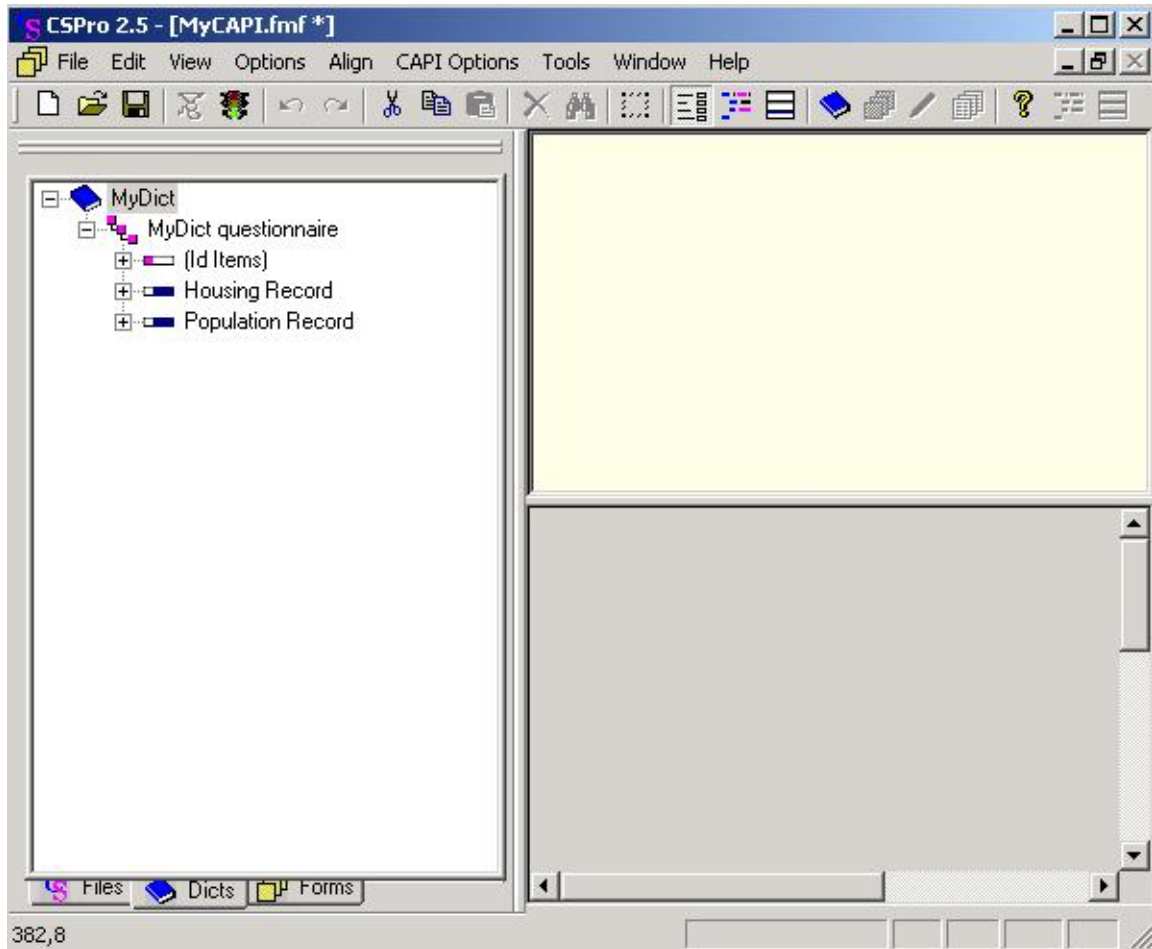 CSPro 2.5 - [MyCAPI.fmf *]
File Edit View Options Align CAPI Options Tools Window Help
MyDict
MyDict questionnaire
(Id Items)
Housing Record
Population Record
Files Dicts Forms
382,8